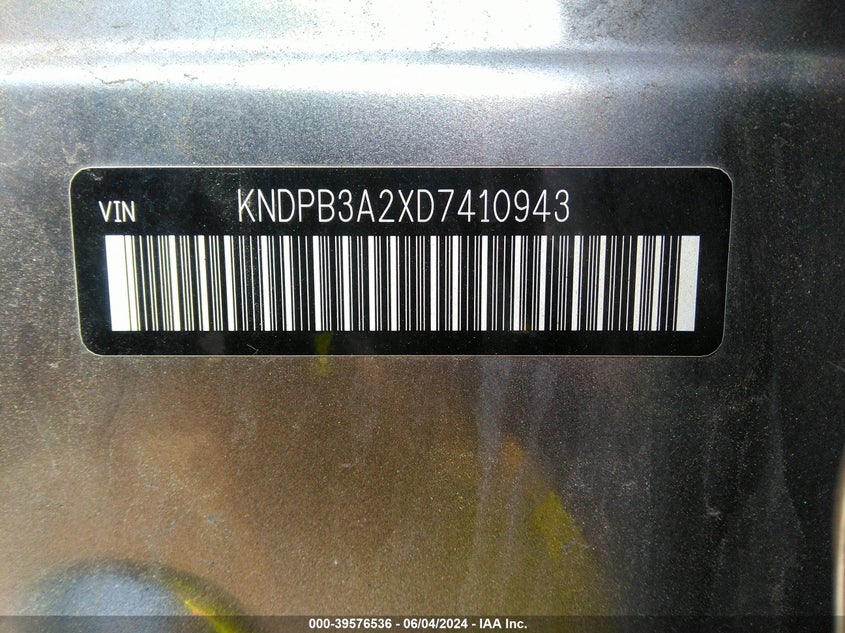 VIN KNDPB3A2XD7410943
000-39576536 - 06/04/2024 - IAA Inc.